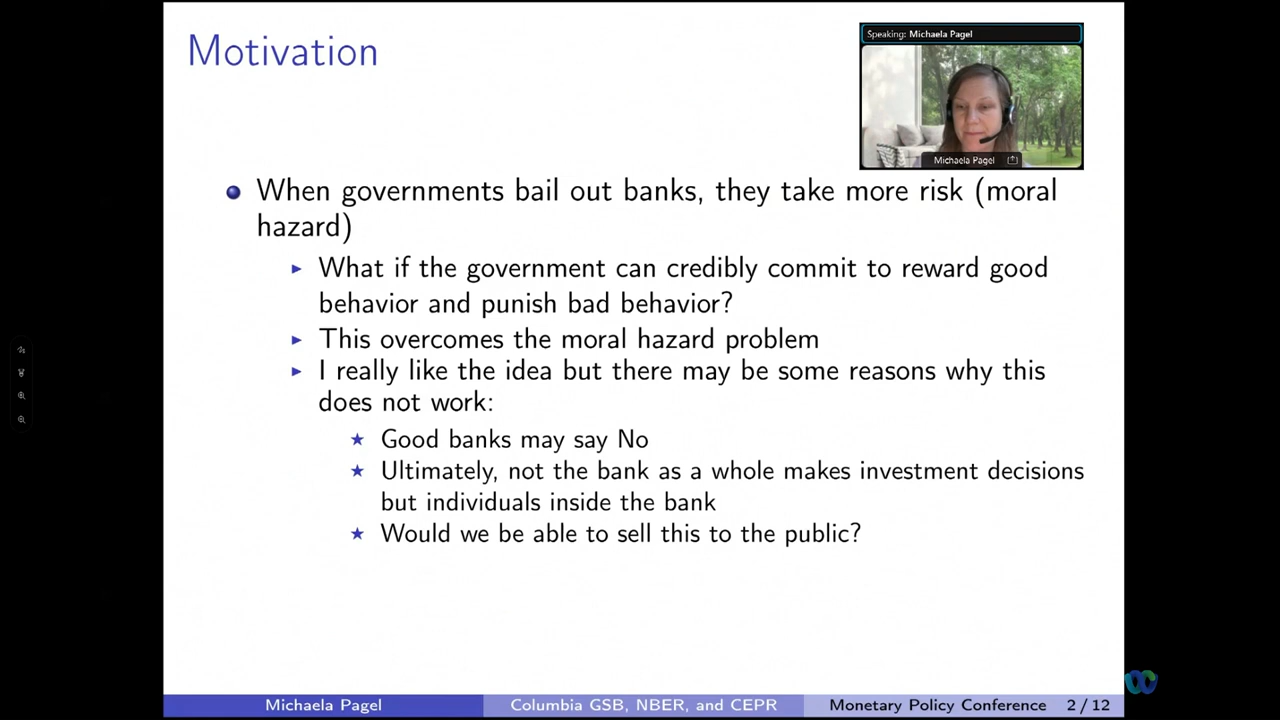 Motivation
Speaking: Michaela Pagel
Michaela Pagel
When governments bail out banks, they take more risk (moral
hazard)
What if the government can credibly commit to reward good
behavior and punish bad behavior?
This overcomes the moral hazard problem
I really like the idea but there may be some reasons why this
does not work:
Good banks may say No
Ultimately, not the bank as a whole makes investment decisions
but individuals inside the bank
Would we be able to sell this to the public?
Michaela Pagel
Columbia GSB, NBER, and CEPR
Monetary Policy Conference 2 / 12